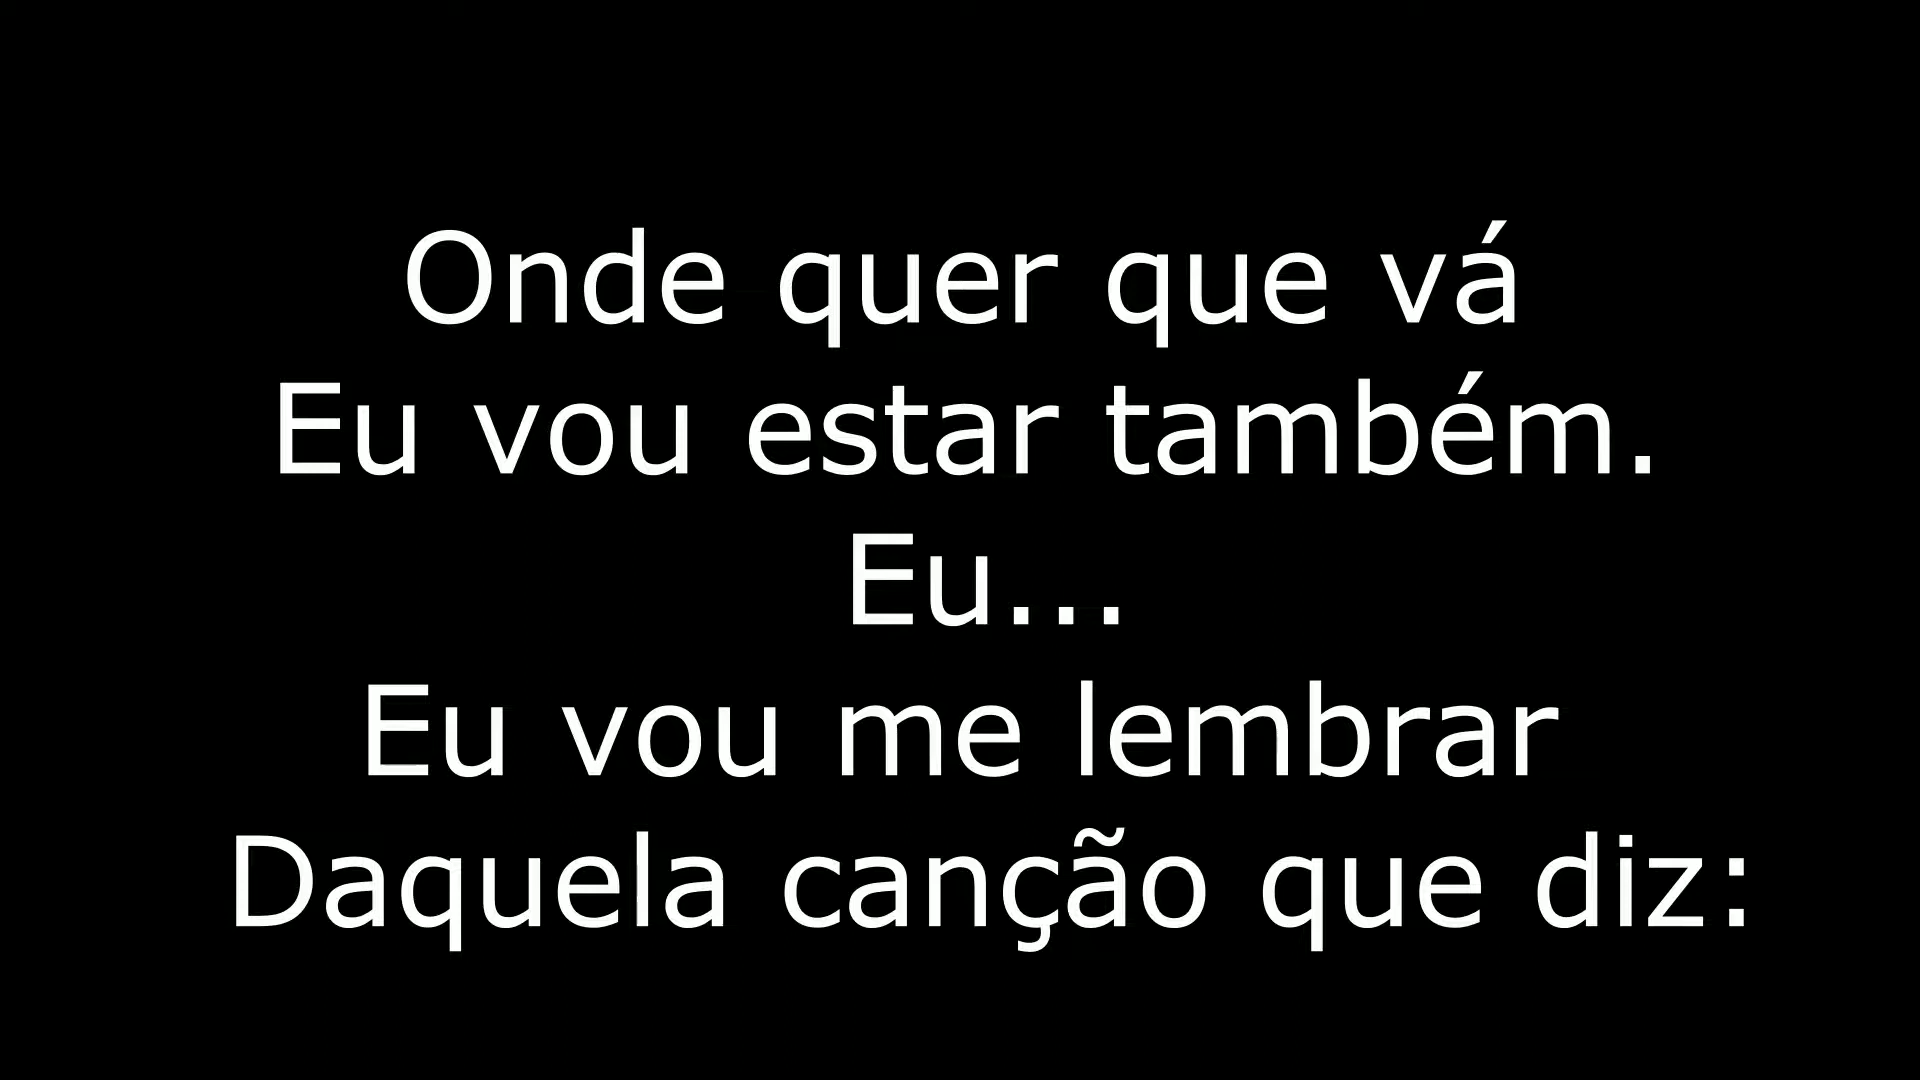 Onde quer que vá
Eu vou estar também.
Eu...
Eu vou me lembrar
Daquela canção que diz: